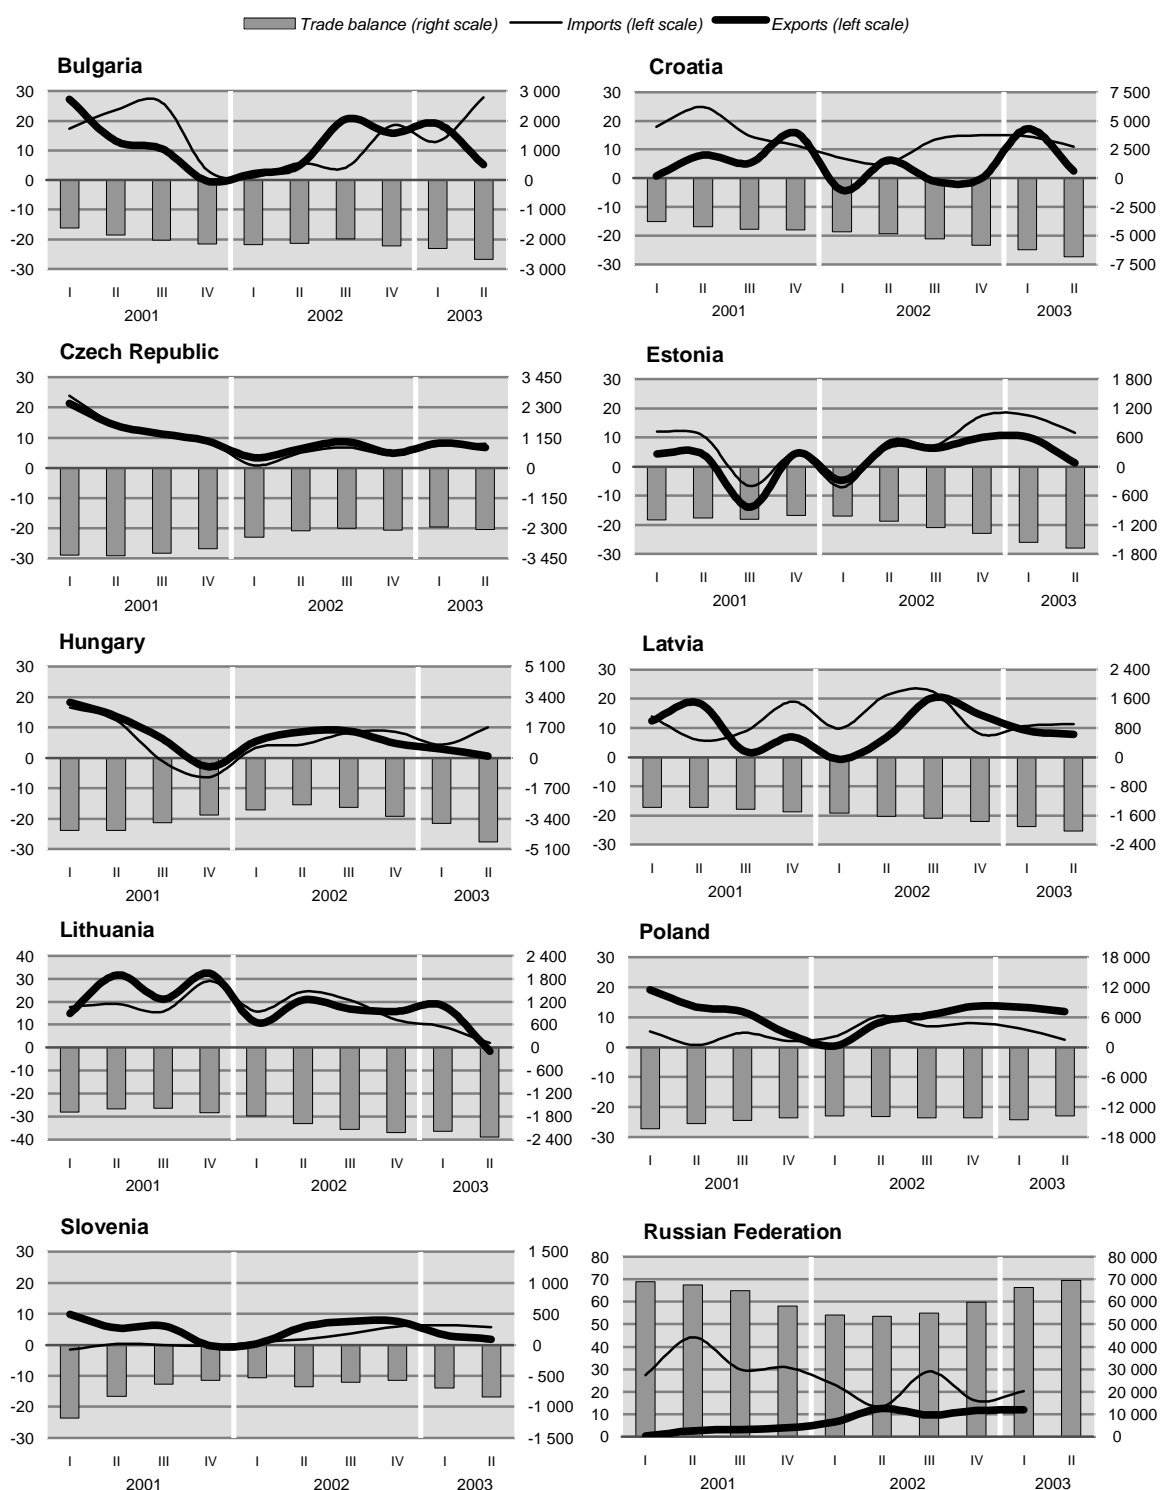 Trade balance (right scale) Imports (left scale) Exports (left scale)
Bulgaria Croatia
30 3 000 30 7 500
20 2 000 20 5 000
10 1 000 10 2 500
0 0 0 0
-10 -1 000 -10 -2 500
-20 -2 000 -20 -5 000
-30 -3 000 -30 -7 500
I II III IV I II III IV I II I II III IV I II III IV I II
2001 2002 2003 2001 2002 2003
Czech Republic Estonia
30 3 450 30 1 800
20 2 300 20 1 200
10 1 150 10 600
0 0 0 0
-10 -1 150 -10 - 600
-20 -2 300 -20 -1 200
-30 -3 450 -30 -1 800
I II III IV I II III IV I II I II III IV I II III IV I II
2001 2002 2003 2001 2002 2003
Hungary Latvia
30 5 100 30 2 400
20 3 400 20 1 600
10 1 700 10 800
0 0 0 0
-10 -1 700 -10 - 800
-20 -3 400 -20 -1 600
-30 -5 100 -30 -2 400
I II III IV I II III IV I II I II III IV I II III IV I II
2001 2002 2003 2001 2002 2003
Lithuania Poland
40 2 400 30 18 000
30 1 800 20 12 000
20 1 200 10 6 000
10 600 0 0
0 0 -10 -6 000
-10 - 600 -20 -12 000
-20 -1 200 -30 -18 000
-30 -1 800
-40 -2 400
I II III IV I II III IV I II I II III IV I II III IV I II
2001 2002 2003 2001 2002 2003
Slovenia Russian Federation
30 1 500 80 80 000
20 1 000 70 70 000
10 500 60 60 000
0 0 50 50 000
-10 - 500 40 40 000
-20 -1 000 30 30 000
-30 -1 500 20 20 000
10 10 000
0 0
I II III IV I II III IV I II I II III IV I II III IV I II
2001 2002 2003 2001 2002 2003